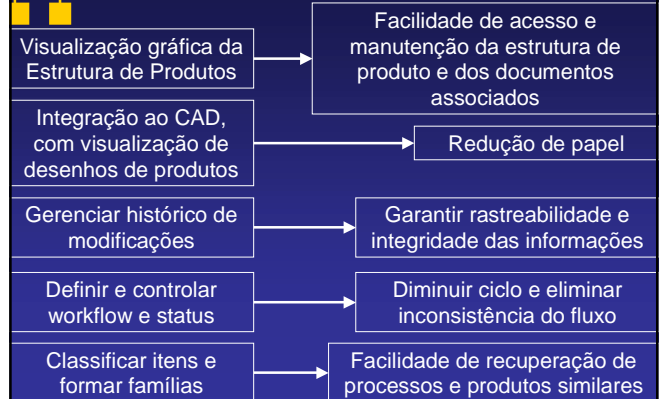 Visualização gráfica da
Estrutura de Produtos
Facilidade de acesso e
manutenção da estrutura de
produto e dos documentos
associados
Integração ao CAD,
com visualização de
desenhos de produtos
Redução de papel
Gerenciar histórico de
modificações
Garantir rastreabilidade e
integridade das informações
Definir e controlar
workflow e status
Diminuir ciclo e eliminar
inconsistência do fluxo
Classificar itens e
formar famílias
Facilidade de recuperação de
processos e produtos similares